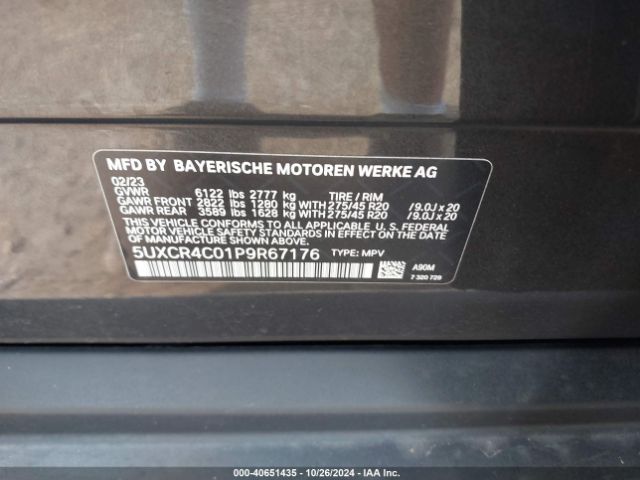 MFD BY BAYERISCHE MOTOREN WERKE AG
02/23
GVWR 6122 lbs 2777 kg TIRE / RIM
GAWR FRONT 2822 lbs 1280 kg WITH 275/45 R20 / 9.0J x 20
GAWR REAR 3589 lbs 1628 kg WITH 275/45 R20 / 9.0J x 20
THIS VEHICLE CONFORMS TO ALL APPLICABLE U.S. FEDERAL
MOTOR VEHICLE SAFETY STANDARDS IN EFFECT ON THE DATE OF
MANUFACTURE SHOWN ABOVE.
5UXCR4C01P9R67176 TYPE: MPV
A90M
7 320 729
000-40651435 - 10/26/2024 - IAA Inc.